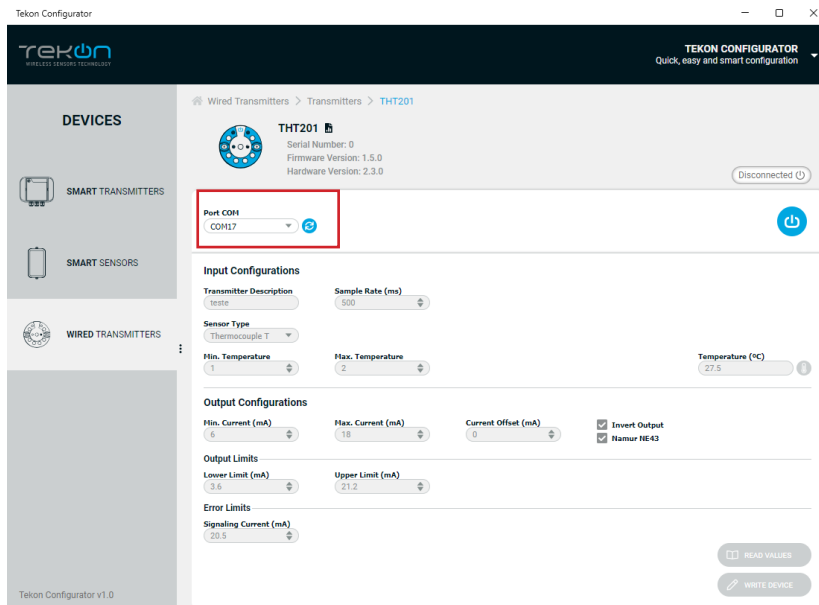 Tekon Configurator
TEKON
WIRELESS SENSORS TECHNOLOGY
TEKON CONFIGURATOR
Quick, easy and smart configuration
DEVICES
SMART TRANSMITTERS
SMART SENSORS
WIRED TRANSMITTERS
Tekon Configurator v1.0
Wired Transmitters > Transmitters > THT201
THT201
Serial Number: 0
Firmware Version: 1.5.0
Hardware Version: 2.3.0
Disconnected
Port COM
COM17
Input Configurations
Transmitter Description Sample Rate (ms)
teste 500
Sensor Type
Thermocouple T
Min. Temperature Max. Temperature Temperature (ºC)
1 2 27.5
Output Configurations
Min. Current (mA) Max. Current (mA) Current Offset (mA) Invert Output
6 18 0 Namur NE43
Output Limits
Lower Limit (mA) Upper Limit (mA)
3.6 21.2
Error Limits
Signaling Current (mA)
20.5
READ VALUES
WRITE DEVICE